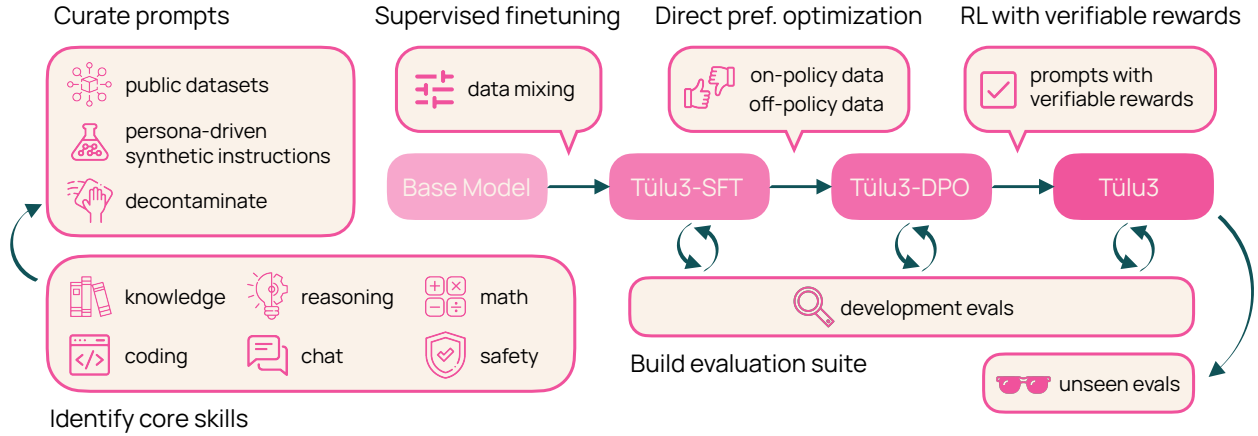 Curate prompts
public datasets
persona-driven
synthetic instructions
decontaminate
knowledge
reasoning
math
coding
chat
safety
Identify core skills
Supervised finetuning
data mixing
Direct pref. optimization
on-policy data
off-policy data
RL with verifiable rewards
prompts with
verifiable rewards
Base Model
Tülu3-SFT
Tülu3-DPO
Tülu3
development evals
Build evaluation suite
unseen evals